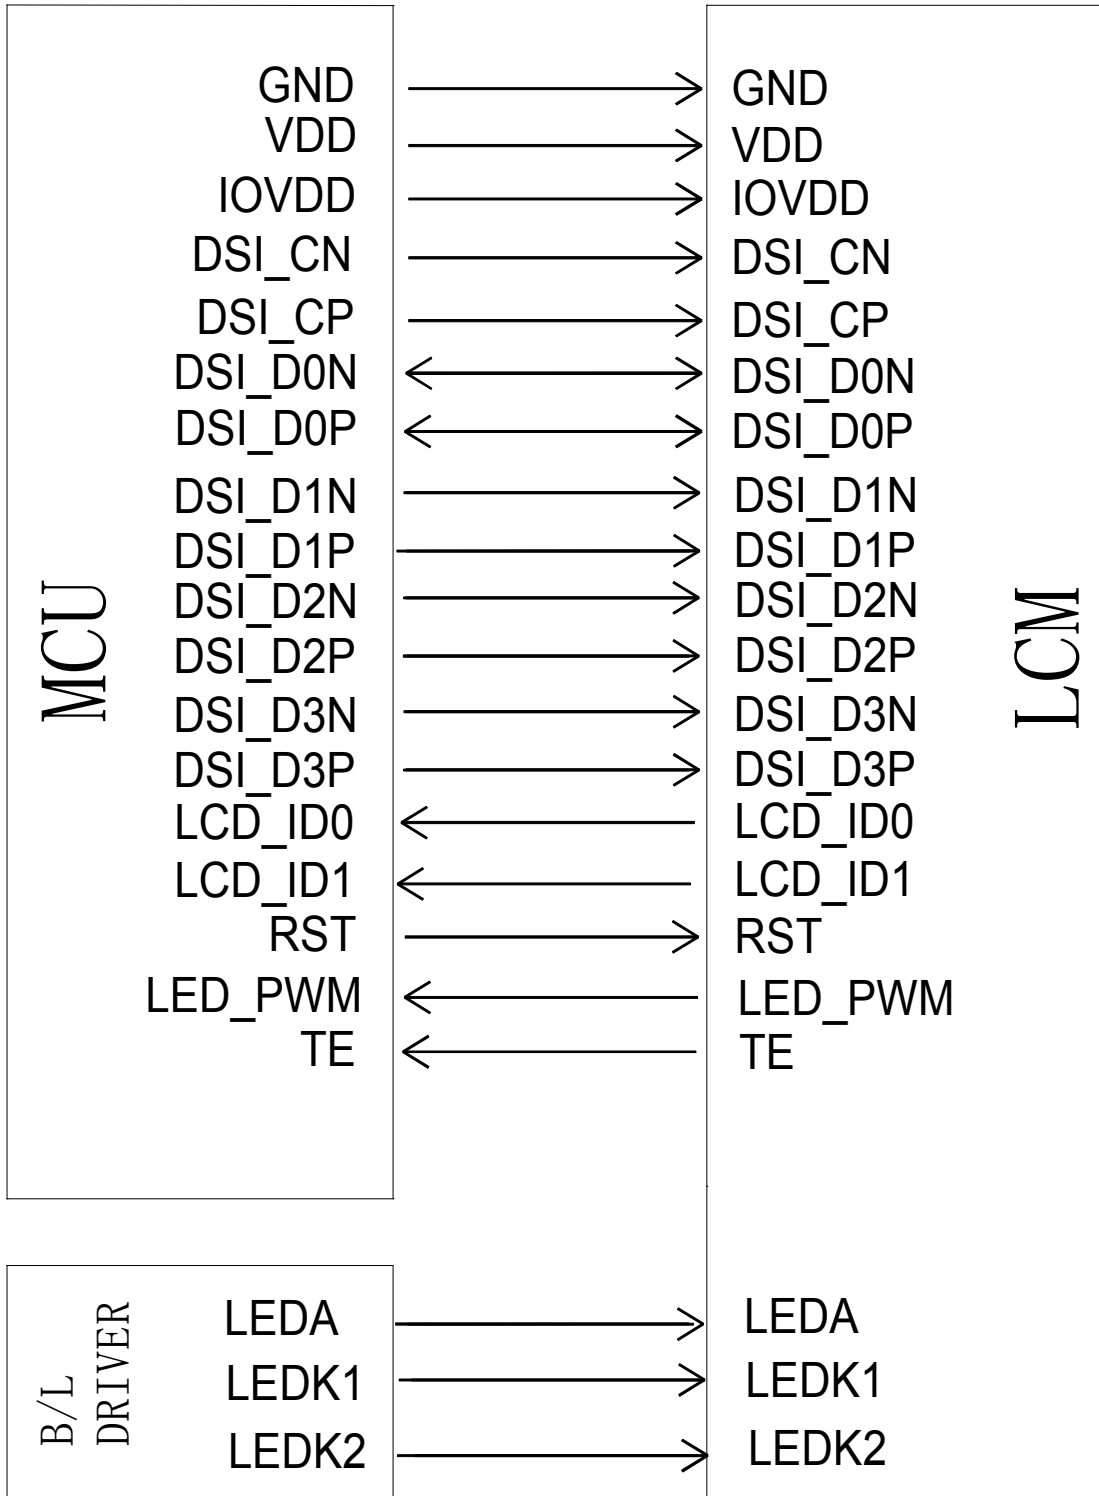 GND GND
VDD VDD
IOVDD IOVDD
DSI_CN DSI_CN
DSI_CP DSI_CP
DSI_D0N DSI_D0N
DSI_D0P DSI_D0P
DSI_D1N DSI_D1N
DSI_D1P DSI_D1P
DSI_D2N DSI_D2N
DSI_D2P DSI_D2P
DSI_D3N DSI_D3N
DSI_D3P DSI_D3P
LCD_ID0 LCD_ID0
LCD_ID1 LCD_ID1
RST RST
LED_PWM LED_PWM
TE TE
MCU
LCM
LEDA LEDA
LEDK1 LEDK1
LEDK2 LEDK2
B/L
DRIVER